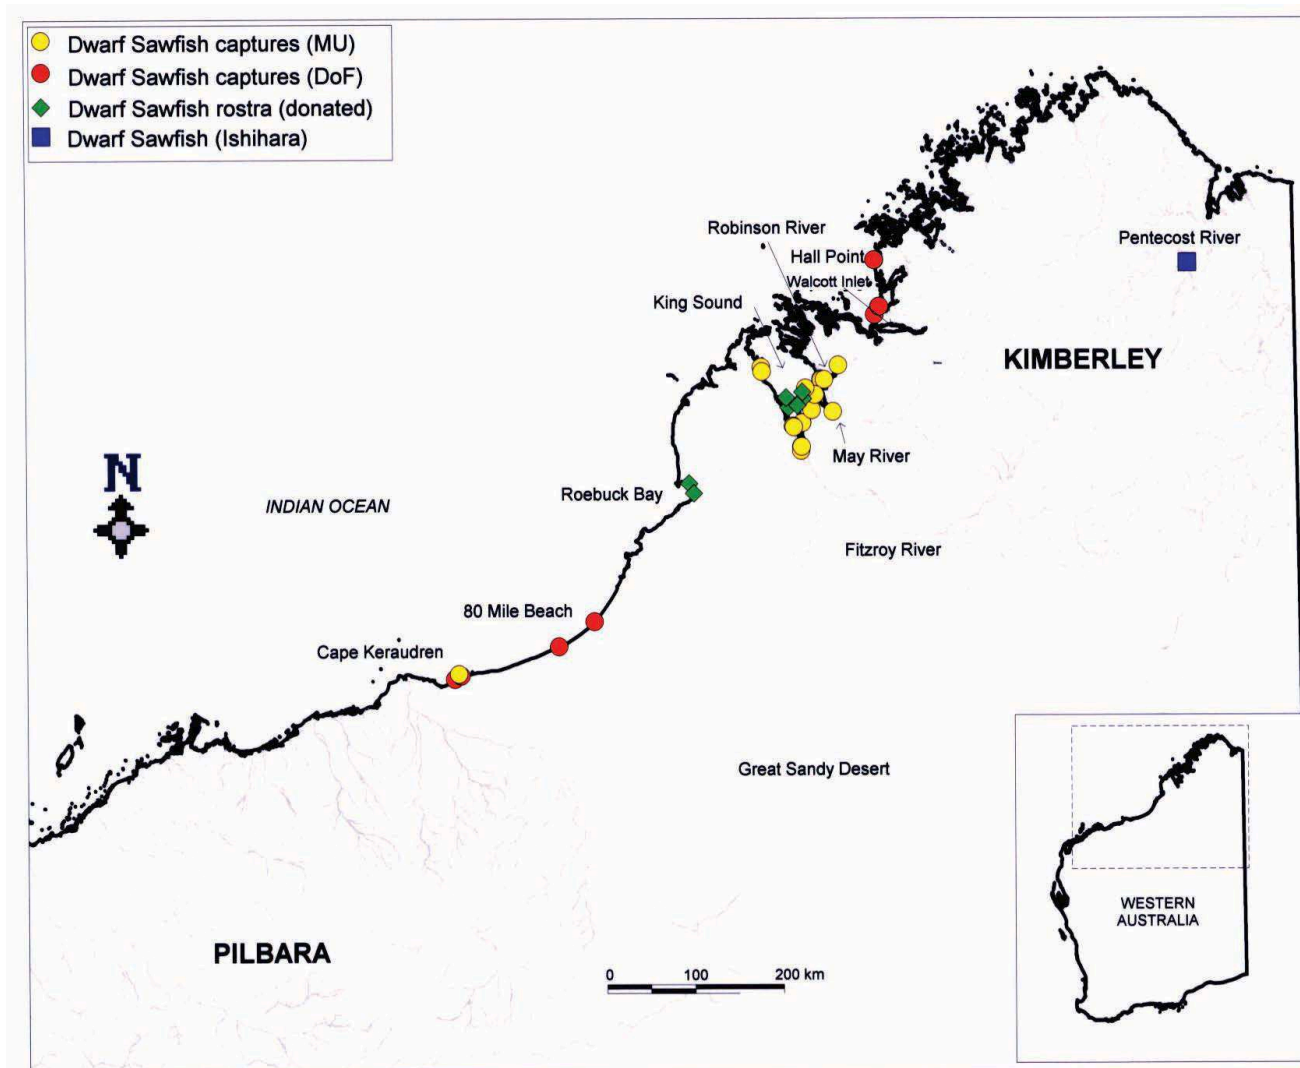 Dwarf Sawfish captures (MU)
Dwarf Sawfish captures (DoF)
Dwarf Sawfish rostra (donated)
Dwarf Sawfish (Ishihara)
Robinson River
Pentecost River
Hall Point
Walcott Inlet
King Sound
KIMBERLEY
May River
N
Roebuck Bay
INDIAN OCEAN
Fitzroy River
80 Mile Beach
Cape Keraudren
Great Sandy Desert
WESTERN
AUSTRALIA
PILBARA
0 100 200 km